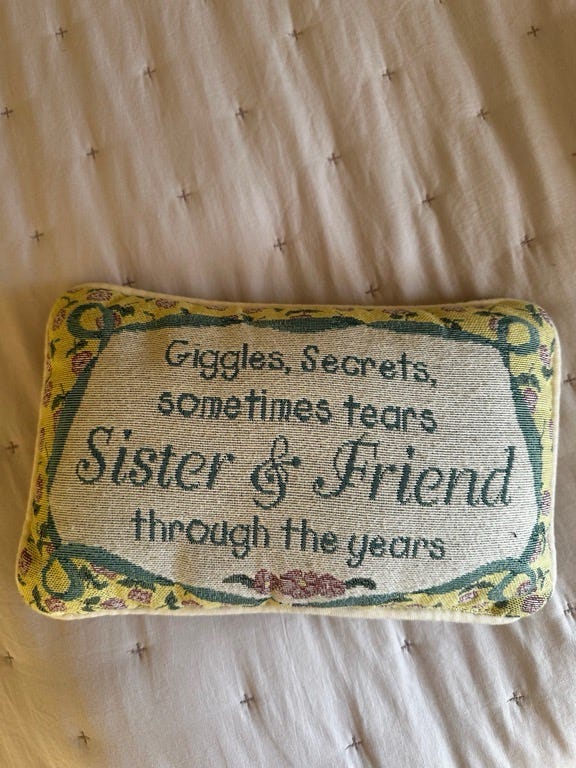 Giggles, Secrets,
sometimes tears
Sister & Friend
through the years